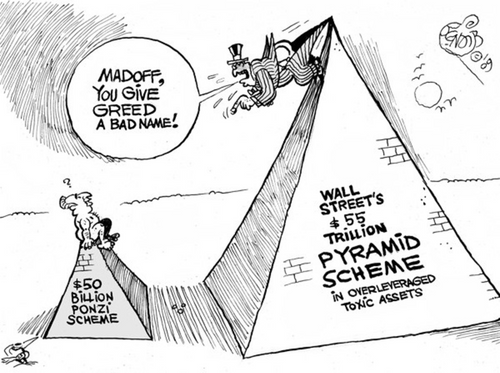 MADOFF,
YOU GIVE
GREED
A BAD NAME!
?
$50
BILLION
PONZI
SCHEME
WALL
STREET'S
$55
TRILLION
PYRAMID
SCHEME
IN OVERLEVERAGED
TOXIC ASSETS